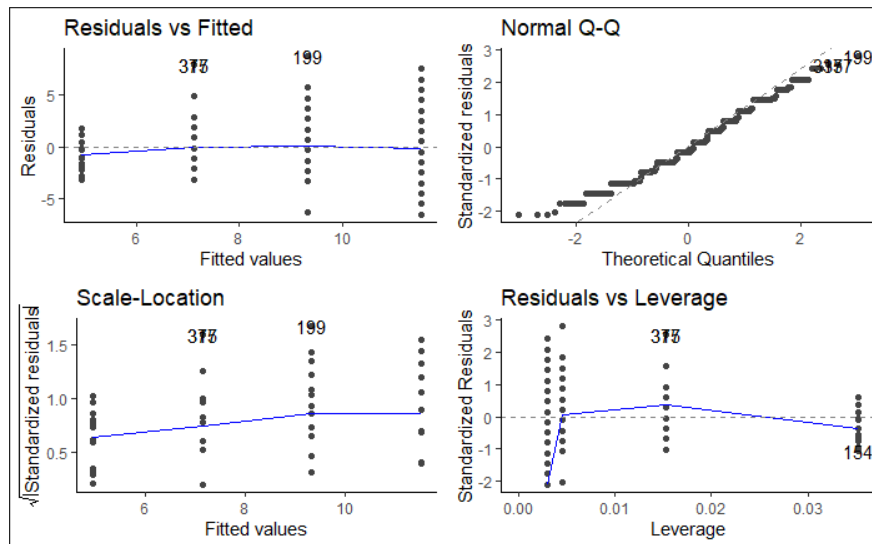 Residuals vs Fitted
199
5
0
-5
Residuals
6
8
10
Fitted values
Normal Q-Q
199
3
2
1
0
-1
-2
Standardized residuals
-2
0
2
Theoretical Quantiles
Scale-Location
199
1.5
1.0
0.5
√|Standardized residuals|
6
8
10
Fitted values
Residuals vs Leverage
3
2
1
0
-1
-2
Standardized Residuals
154
0.00
0.01
0.02
0.03
Leverage